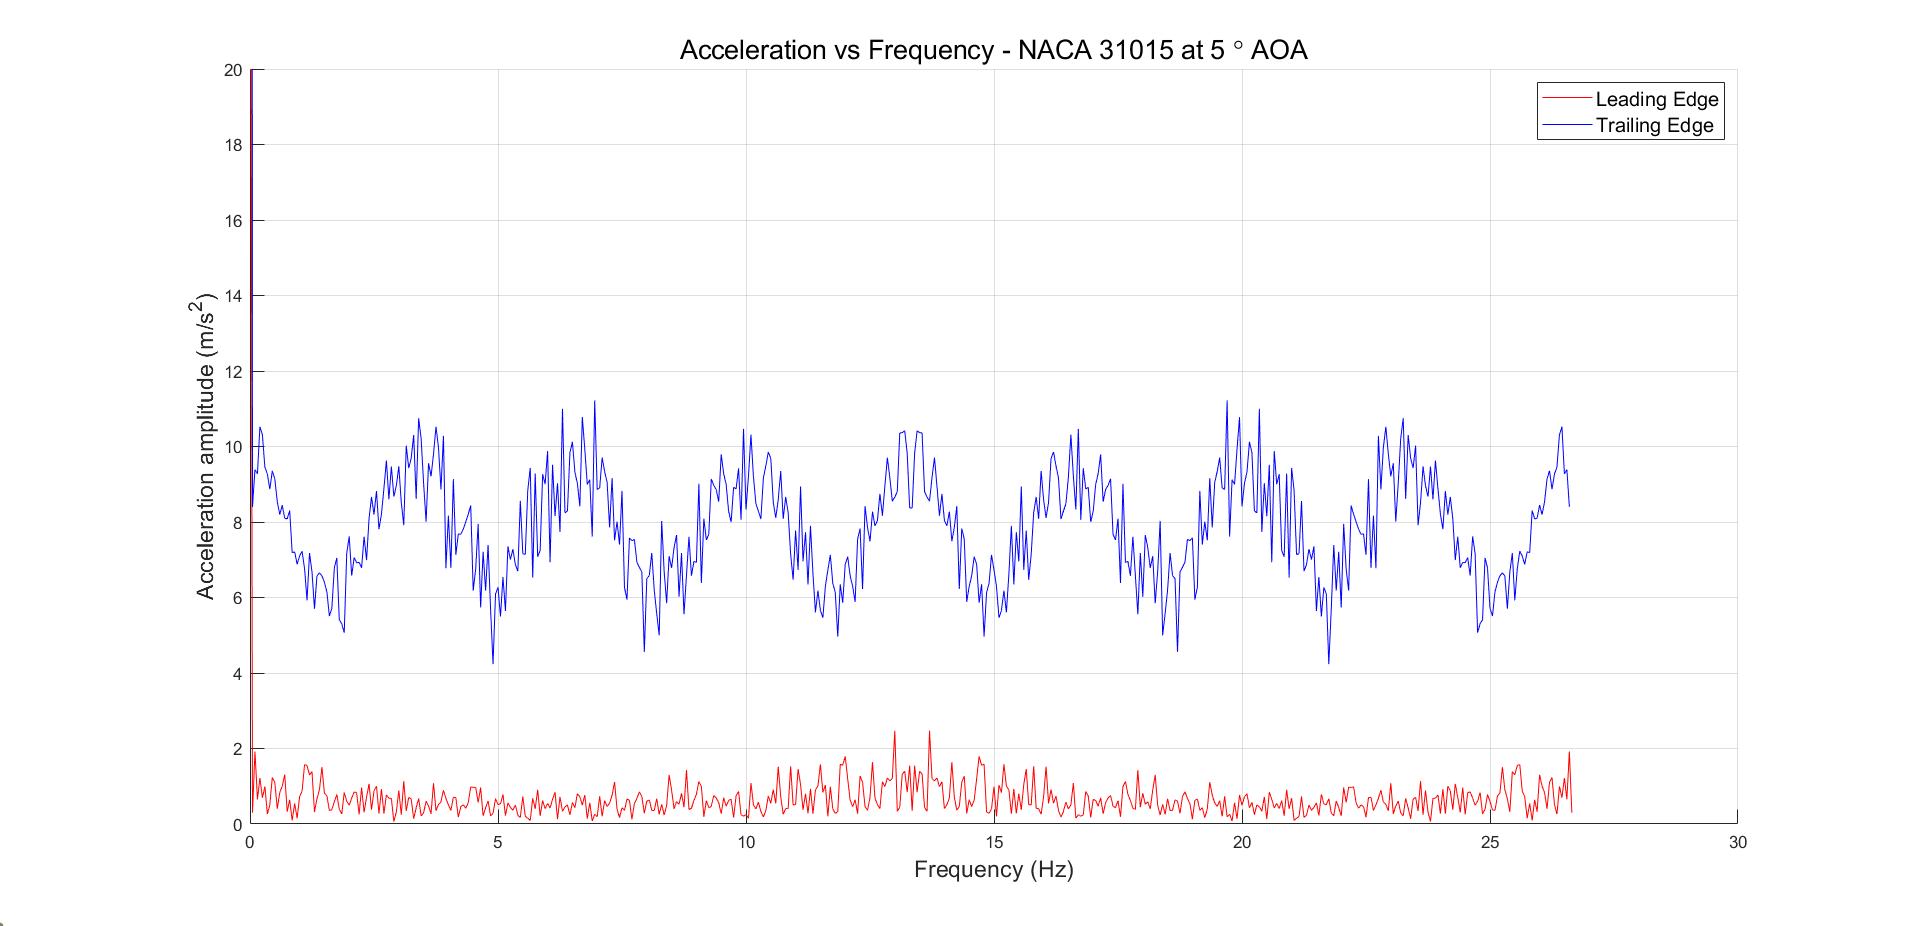 Acceleration vs Frequency - NACA 31015 at 5 ° AOA
Leading Edge
Trailing Edge
Acceleration amplitude (m/s²)
20
18
16
14
12
10
8
6
4
2
0
0 5 10 15 20 25 30
Frequency (Hz)